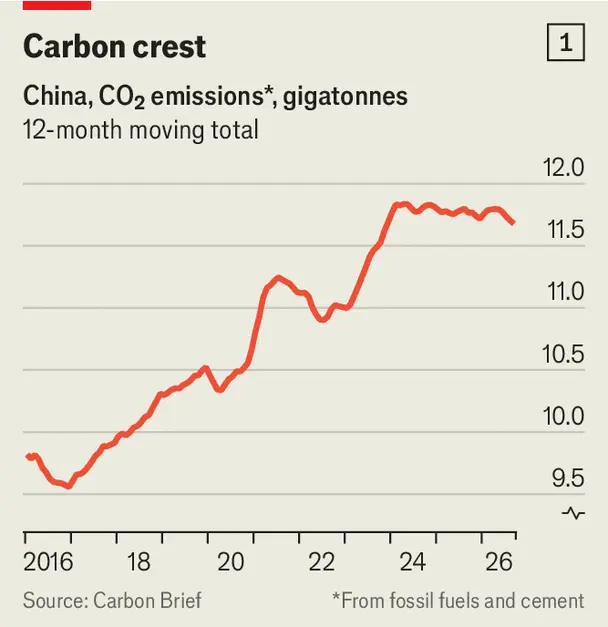 Carbon crest
1
China, CO₂ emissions*, gigatonnes
12-month moving total
12.0
11.5
11.0
10.5
10.0
9.5
2016 18 20 22 24 26
Source: Carbon Brief *From fossil fuels and cement